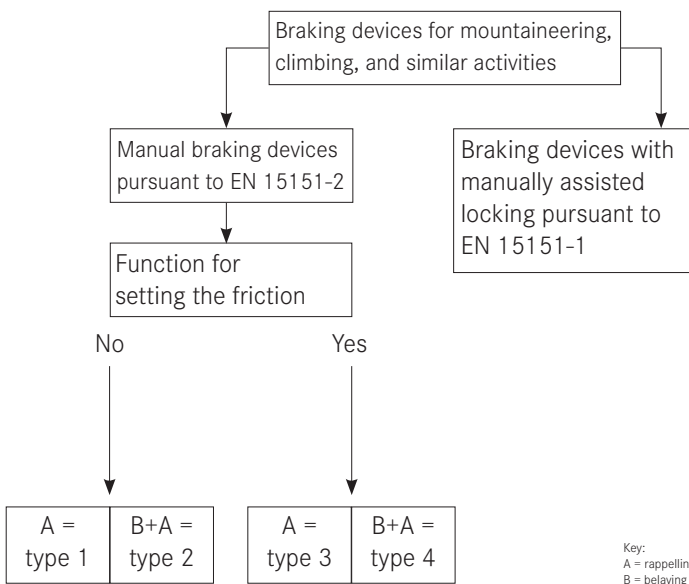 Braking devices for mountaineering,
climbing, and similar activities
Manual braking devices
pursuant to EN 15151-2
Braking devices with
manually assisted
locking pursuant to
EN 15151-1
Function for
setting the friction
No
Yes
A =
type 1
B+A =
type 2
A =
type 3
B+A =
type 4
Key:
A =
B = belaying